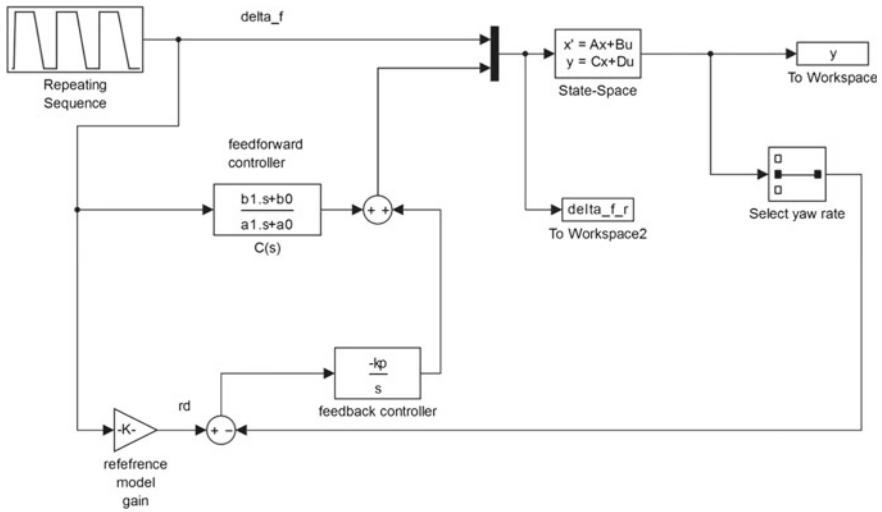 delta_f
Repeating
Sequence
x' = Ax+Bu
y = Cx+Du
State-Space
y
To Workspace
feedforward
controller
b1.s+b0
a1.s+a0
C(s)
+ +
delta_f_r
To Workspace2
Select yaw rate
-kp
s
feedback controller
rd
-K-
+ −
refefrence
model
gain